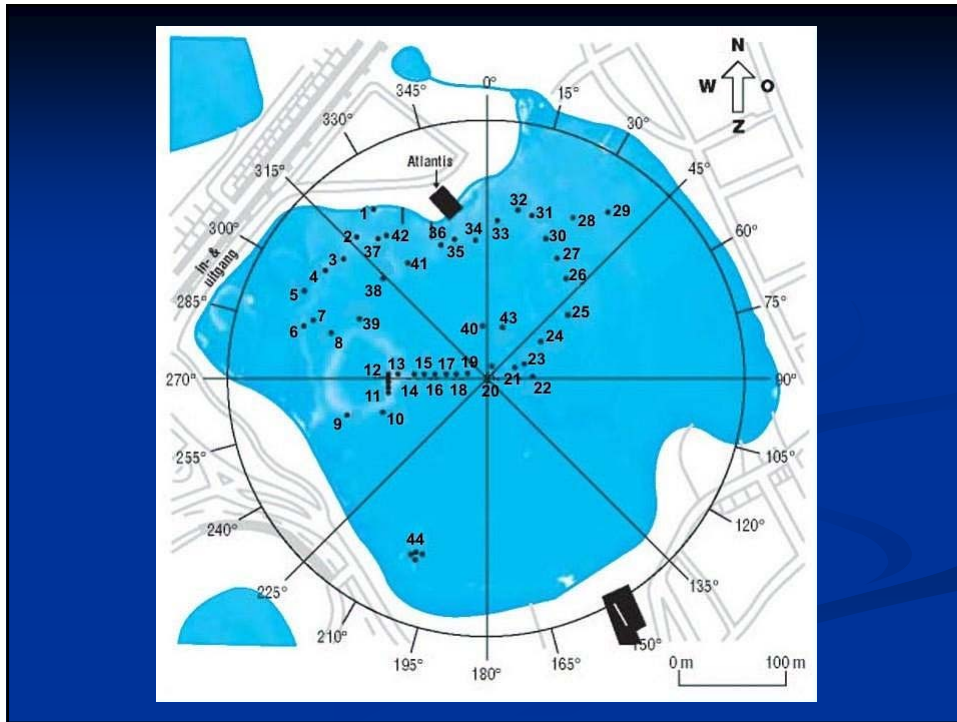 N
W O
Z
0°
345° 15°
330° 30°
Atlantis
315° 45°
1 32 31 28 29
2 37 42 36 35 34 33 30
300° 60°
in- &
uitgang
3 41 27
4 38 26
5
285° 75°
6 7 8 39 40 43 24 25
12 13 15 17 19 21 23
270° 90°
11 14 16 18 20 22
9 10
255° 105°
240° 120°
44
225° 135°
210° 150°
195° 180° 165°
0 m 100 m